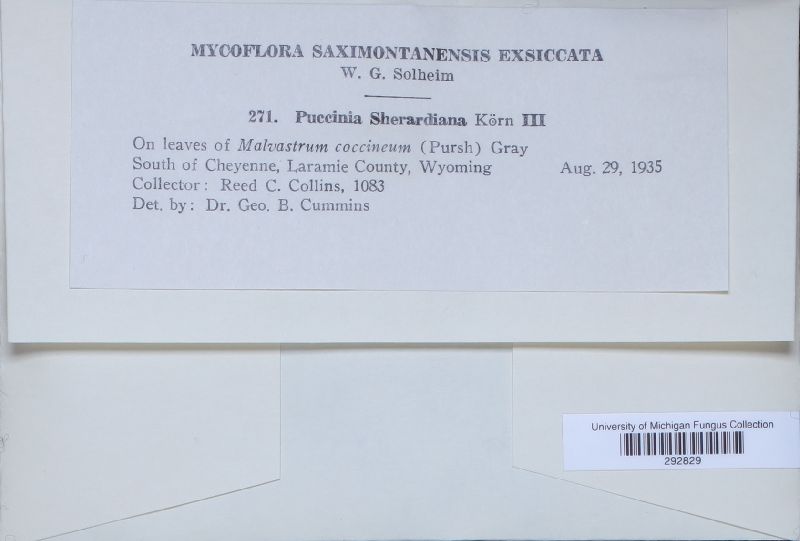 MYCOFLORA SAXIMONTANENSIS EXSICCATA
W. G. Solheim
271. Puccinia Sherardiana Körn III
On leaves of Malvastrum coccineum (Pursh) Gray
South of Cheyenne, Laramie County, Wyoming Aug. 29, 1935
Collector: Reed C. Collins, 1083
Det. by: Dr. Geo. B. Cummins
University of Michigan Fungus Collection
292829